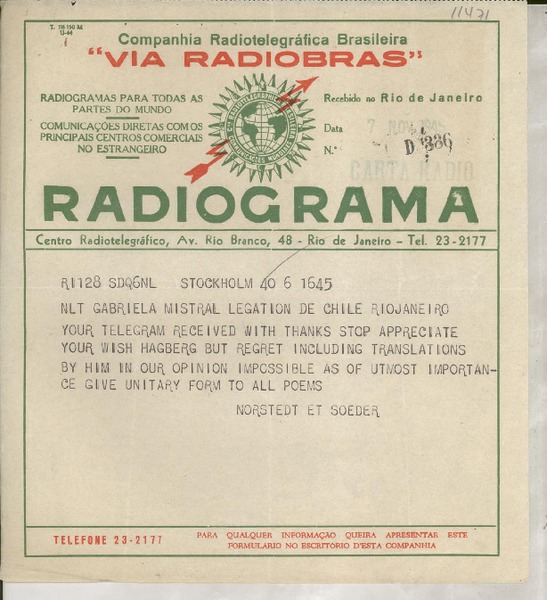 11471
Companhia Radiotelegráfica Brasileira
"VIA RADIOBRAS"
RADIOGRAMAS PARA TODAS AS
PARTES DO MUNDO
COMUNICAÇÕES DIRETAS COM OS
PRINCIPAIS CENTROS COMERCIAIS
NO ESTRANGEIRO
Recebido no Rio de Janeiro
Data
7 NOV
N.º
D 386
CARTA RADIO
RADIOGRAMA
Centro Radiotelegráfico, Av. Rio Branco, 48 - Rio de Janeiro - Tel. 23-2177
RI128 SDQ6NL STOCKHOLM 40 6 1645
NLT GABRIELA MISTRAL LEGATION DE CHILE RIOJANEIRO
YOUR TELEGRAM RECEIVED WITH THANKS STOP APPRECIATE
YOUR WISH HAGBERG BUT REGRET INCLUDING TRANSLATIONS
BY HIM IN OUR OPINION IMPOSSIBLE AS OF UTMOST IMPORTAN-
CE GIVE UNITARY FORM TO ALL POEMS
NORSTEDT ET SOEDER
TELEFONE 23-2177
PARA QUALQUER INFORMAÇÃO QUEIRA APRESENTAR ESTE
FORMULARIO NO ESCRITÓRIO D'ESTA COMPANHIA